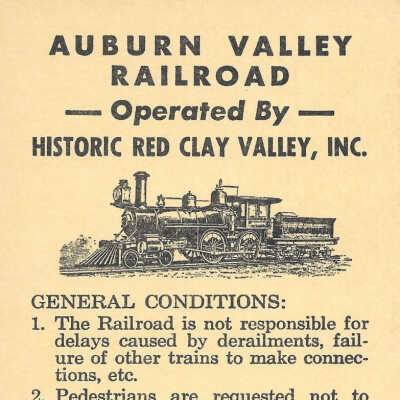 AUBURN VALLEY
RAILROAD
— Operated By —
HISTORIC RED CLAY VALLEY, INC.
GENERAL CONDITIONS:
1. The Railroad is not responsible for
delays caused by derailments, fail-
ure of other trains to make connec-
tions, etc.
2. Pedestrians are requested not to